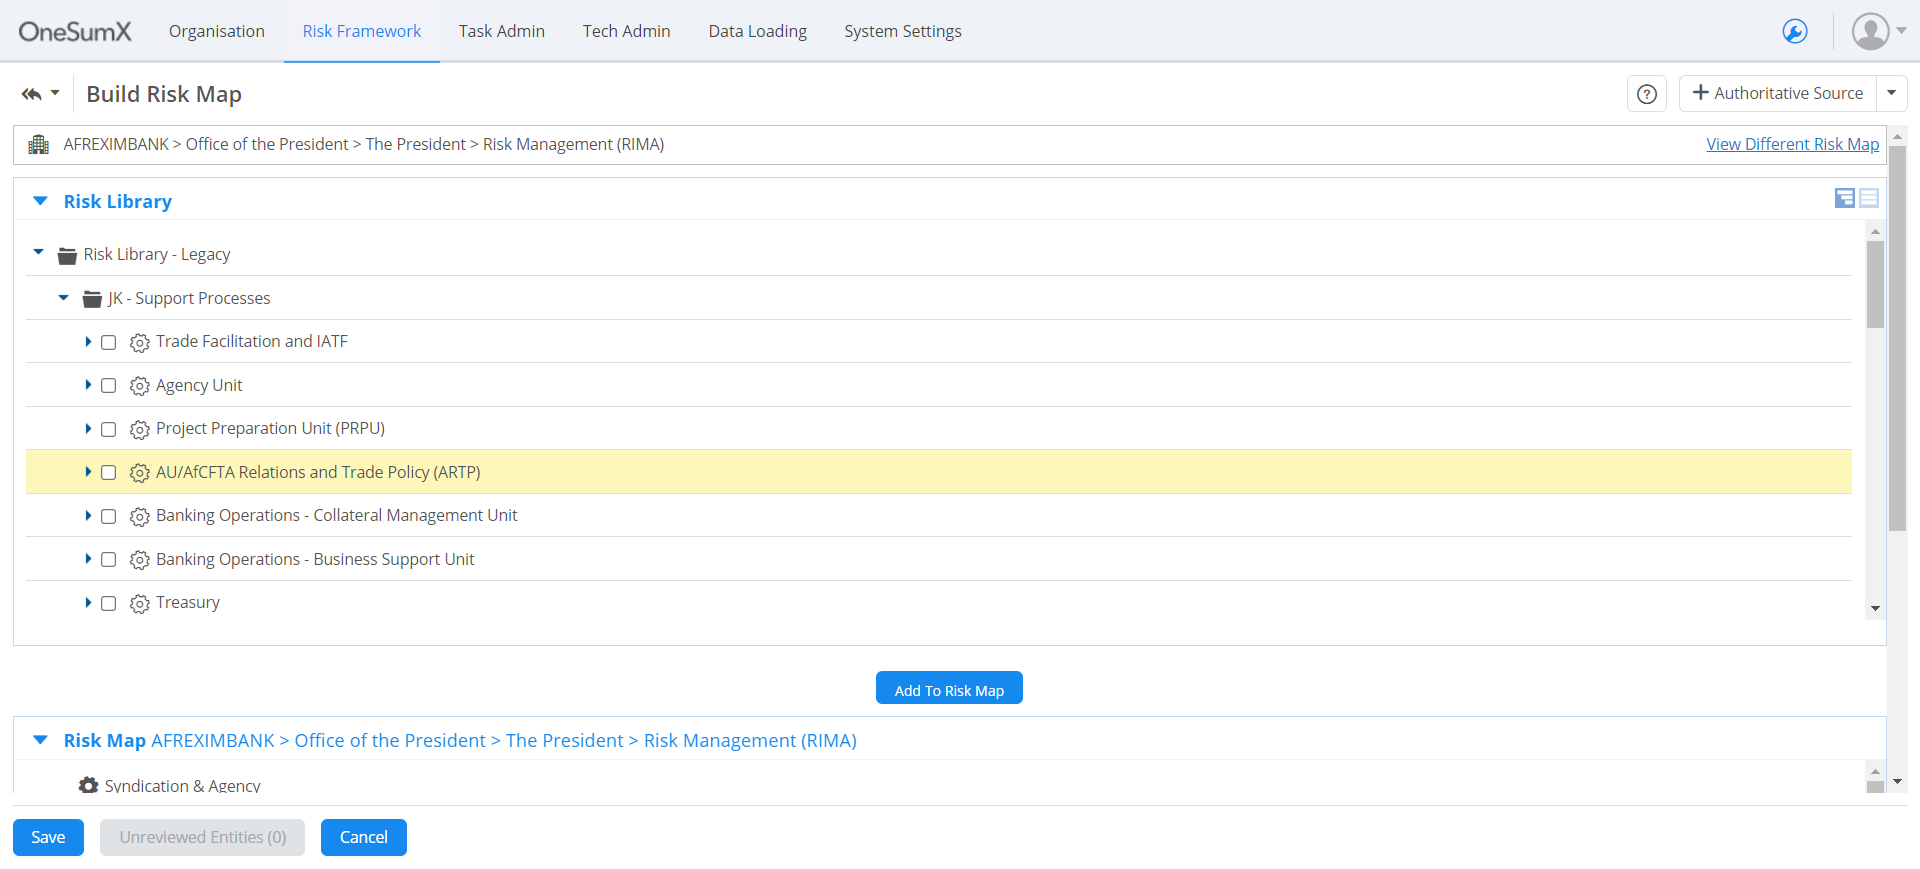 OneSumX Organisation Risk Framework Task Admin Tech Admin Data Loading System Settings
Build Risk Map
? + Authoritative Source
AFREXIMBANK > Office of the President > The President > Risk Management (RIMA) View Different Risk Map
Risk Library
Risk Library - Legacy
JK - Support Processes
Trade Facilitation and IATF
Agency Unit
Project Preparation Unit (PRPU)
AU/AfCFTA Relations and Trade Policy (ARTP)
Banking Operations - Collateral Management Unit
Banking Operations - Business Support Unit
Treasury
Add To Risk Map
Risk Map AFREXIMBANK > Office of the President > The President > Risk Management (RIMA)
Syndication & Agency
Save Unreviewed Entities (0) Cancel